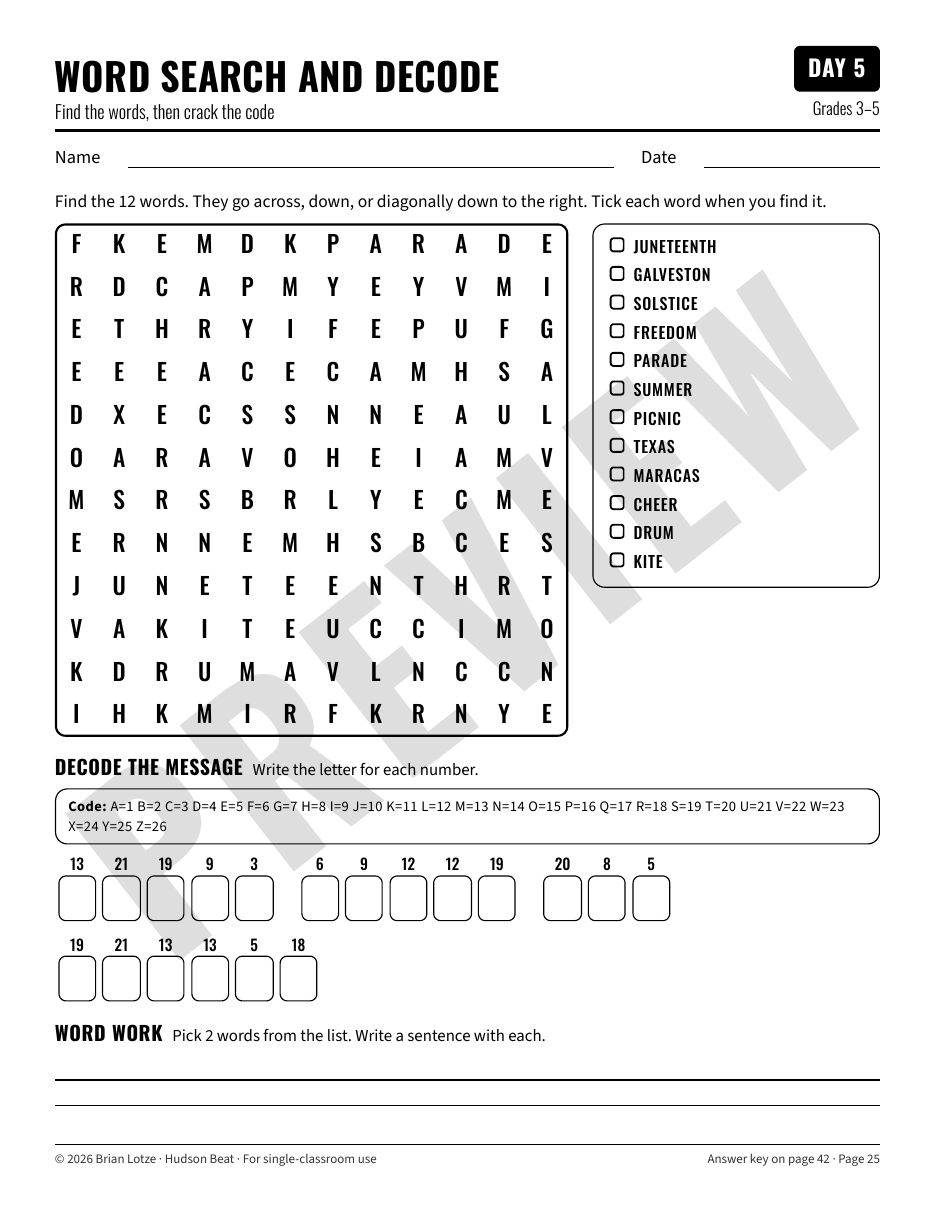 WORD SEARCH AND DECODE
DAY 5
Find the words, then crack the code
Grades 3–5
Name
Date
Find the 12 words. They go across, down, or diagonally down to the right. Tick each word when you find it.
F K E M D K P A R A D E
R D C A P M Y E Y V M I
E T H R Y I F E P U F G
E E E A C E C A M H S A
D X E C S S N N E A U L
O A R A V O H E I A M V
M S R S B R L Y E C M E
E R N N E M H S B C E S
J U N E T E E N T H R T
V A K I T E U C C I M O
K D R U M A V L N C C N
I H K M I R F K R N Y E
JUNETEENTH
GALVESTON
SOLSTICE
FREEDOM
PARADE
SUMMER
PICNIC
TEXAS
MARACAS
CHEER
DRUM
KITE
PREVIEW
DECODE THE MESSAGE Write the letter for each number.
Code: A=1 B=2 C=3 D=4 E=5 F=6 G=7 H=8 I=9 J=10 K=11 L=12 M=13 N=14 O=15 P=16 Q=17 R=18 S=19 T=20 U=21 V=22 W=23
X=24 Y=25 Z=26
13 21 19 9 3 6 9 12 12 19 20 8 5
19 21 13 13 5 18
WORD WORK Pick 2 words from the list. Write a sentence with each.
© 2026 Brian Lotze · Hudson Beat · For single-classroom use
Answer key on page 42 · Page 25